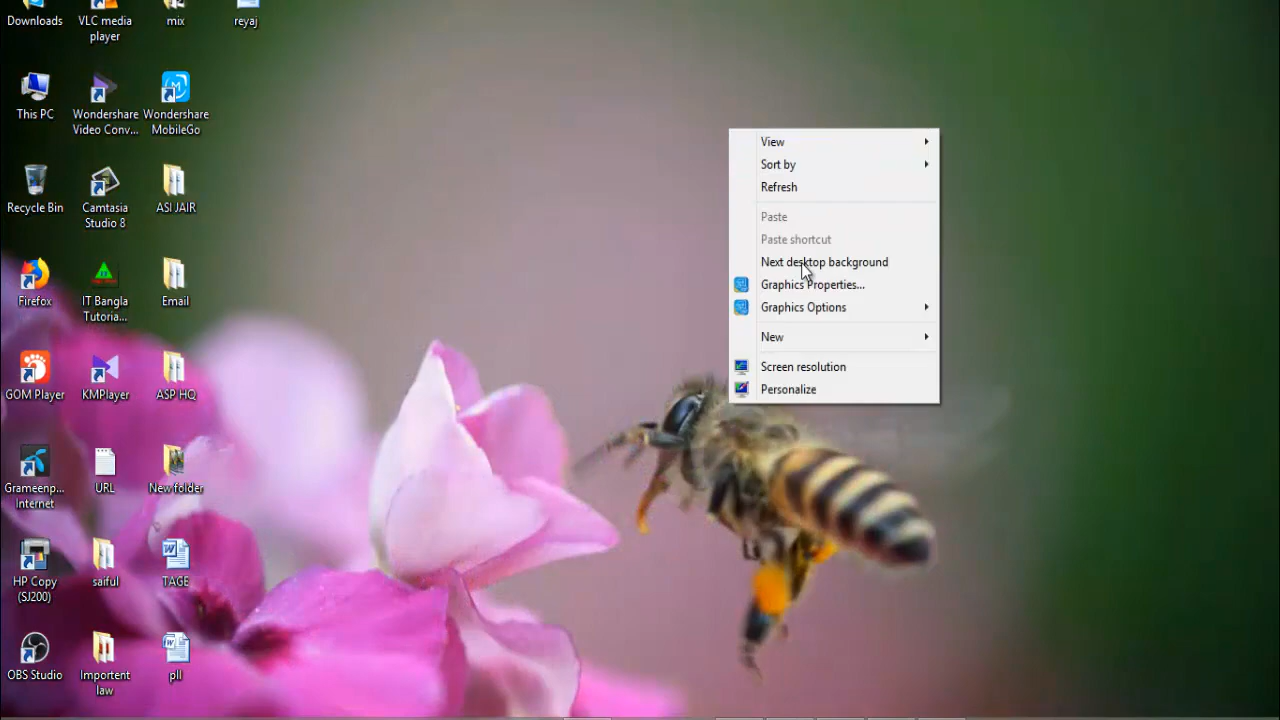 Downloads
VLC media
player
mix
reyaj
This PC
Wondershare
Video Conv...
Wondershare
MobileGo
Recycle Bin
Camtasia
Studio 8
ASI JAIR
Firefox
IT Bangla
Tutoria...
Email
GOM Player
KMPlayer
ASP HQ
Grameenp...
Internet
URL
New folder
HP Copy
(SJ200)
saiful
TAGE
OBS Studio
Importent
law
pll
View
Sort by
Refresh
Paste
Paste shortcut
Next desktop background
Graphics Properties...
Graphics Options
New
Screen resolution
Personalize